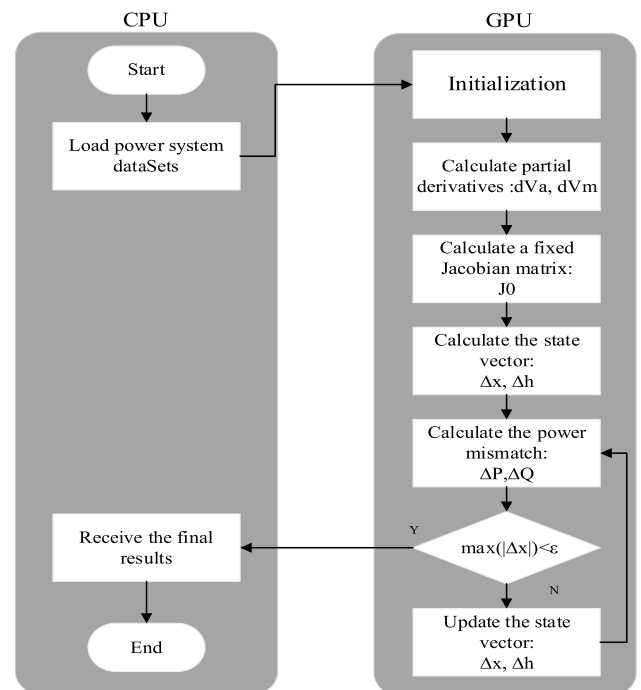 CPU
GPU
Start
Load power system
dataSets
Initialization
Calculate partial
derivatives :dVa, dVm
Calculate a fixed
Jacobian matrix:
J0
Calculate the state
vector:
Δx, Δh
Calculate the power
mismatch:
ΔP,ΔQ
Y
max(|Δx|)<ε
N
Update the state
vector:
Δx, Δh
Receive the final
results
End